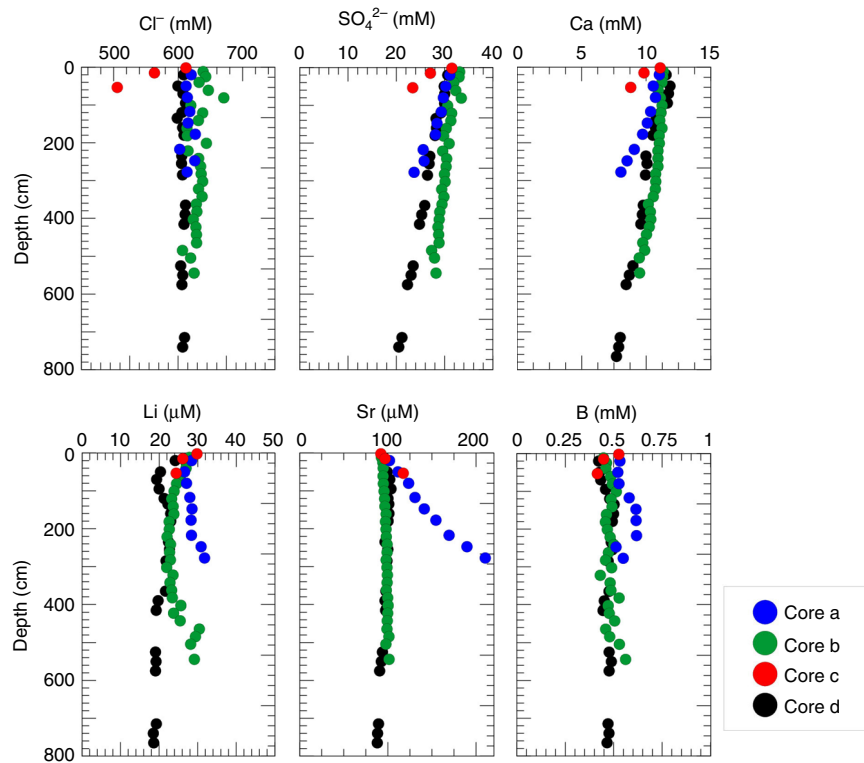 Cl⁻ (mM)
SO₄²⁻ (mM)
Ca (mM)
500 600 700
0 20 30 40
0 5 10 15
0
200
400
600
800
Depth (cm)
Li (μM)
Sr (μM)
B (mM)
0 10 20 30 40 50
0 100 200
0 0.25 0.5 0.75 1
0
200
400
600
800
Depth (cm)
Core a
Core b
Core c
Core d